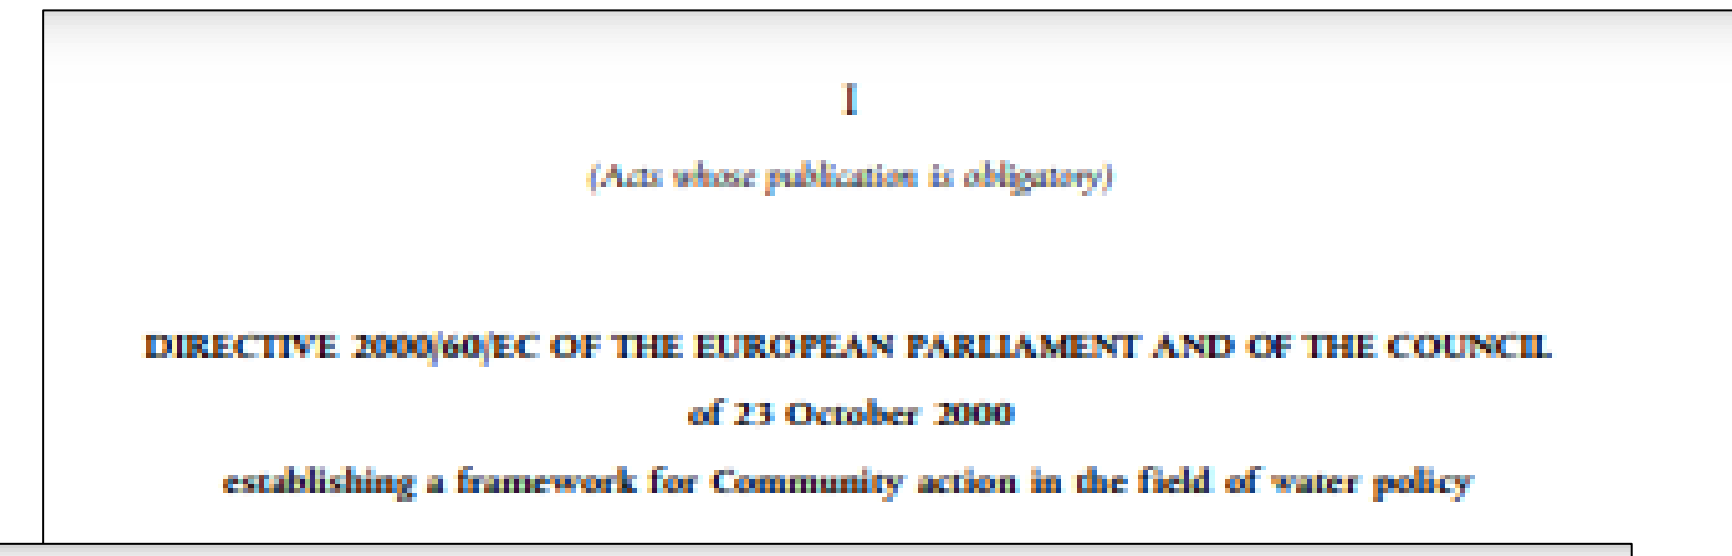 I
(Acts whose publication is obligatory)
DIRECTIVE 2000/60/EC OF THE EUROPEAN PARLIAMENT AND OF THE COUNCIL
of 23 October 2000
establishing a framework for Community action in the field of water policy